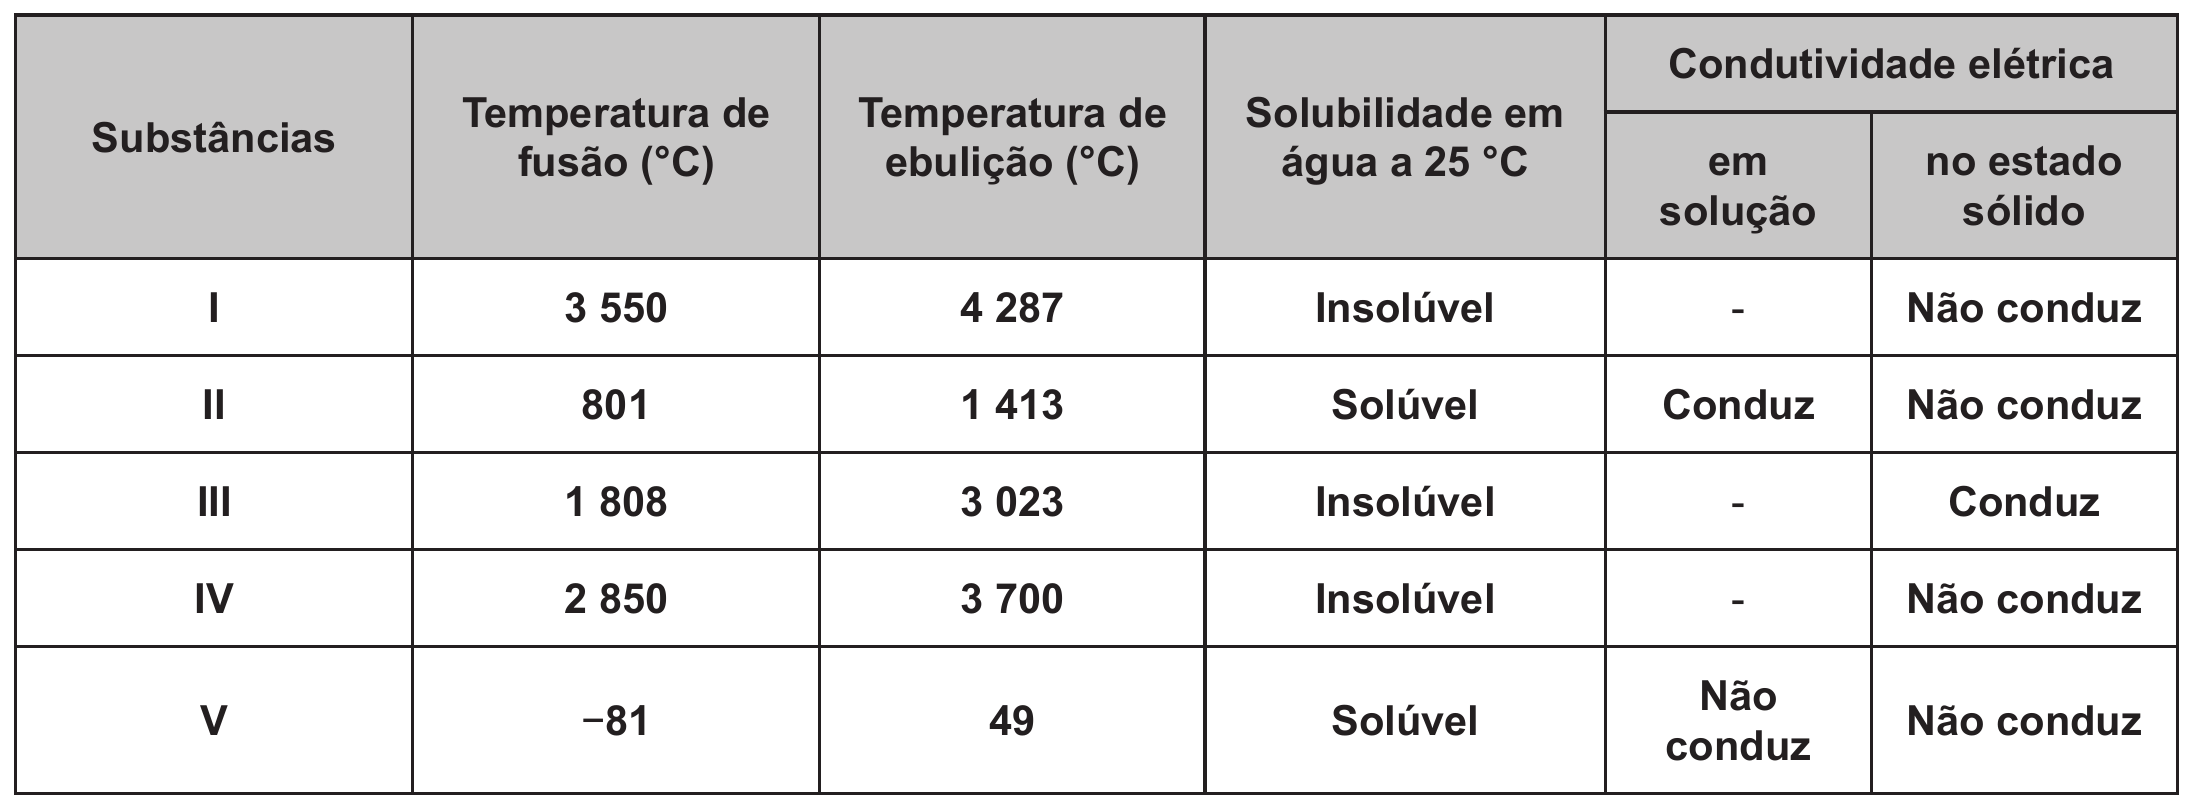 Substâncias
Temperatura de
fusão (°C)
Temperatura de
ebulição (°C)
Solubilidade em
água a 25 °C
Condutividade elétrica
em
solução
no estado
sólido
I
3 550
4 287
Insolúvel
-
Não conduz
II
801
1 413
Solúvel
Conduz
Não conduz
III
1 808
3 023
Insolúvel
-
Conduz
IV
2 850
3 700
Insolúvel
-
Não conduz
V
−81
49
Solúvel
Não
conduz
Não conduz